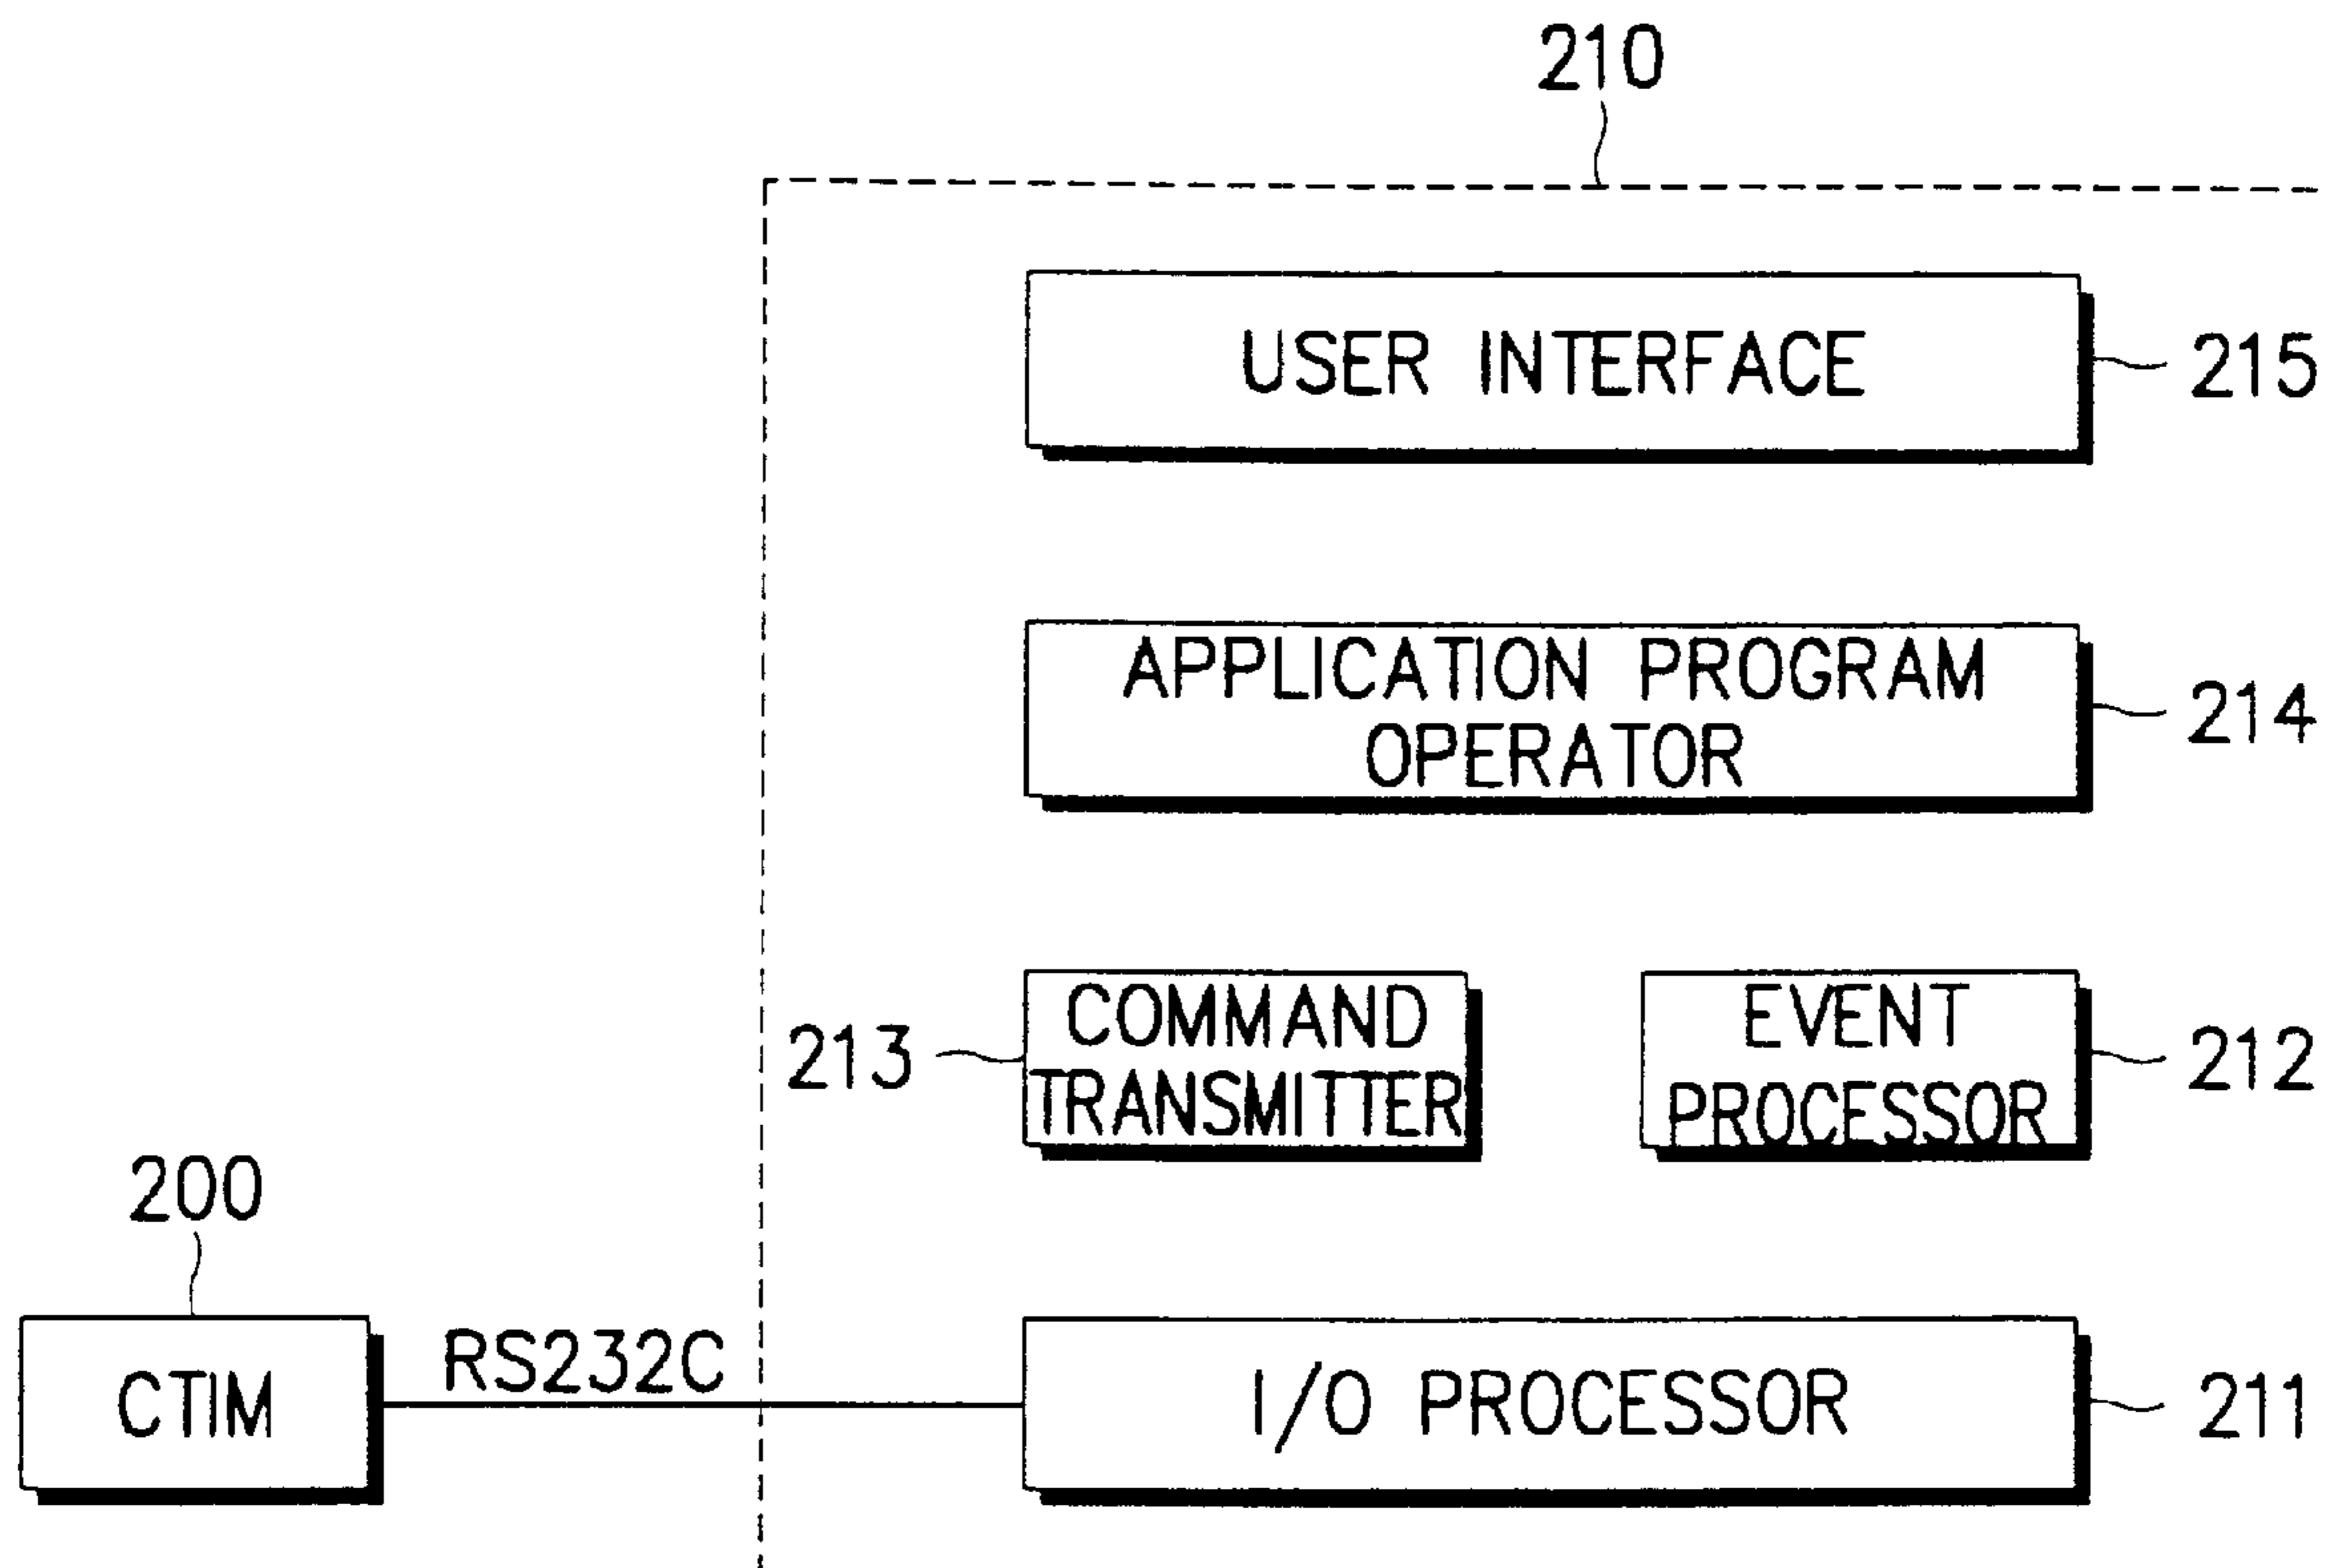 210
USER INTERFACE
215
APPLICATION PROGRAM
OPERATOR
214
213
COMMAND
TRANSMITTER
EVENT
PROCESSOR
212
200
CTIM
RS232C
I/O PROCESSOR
211